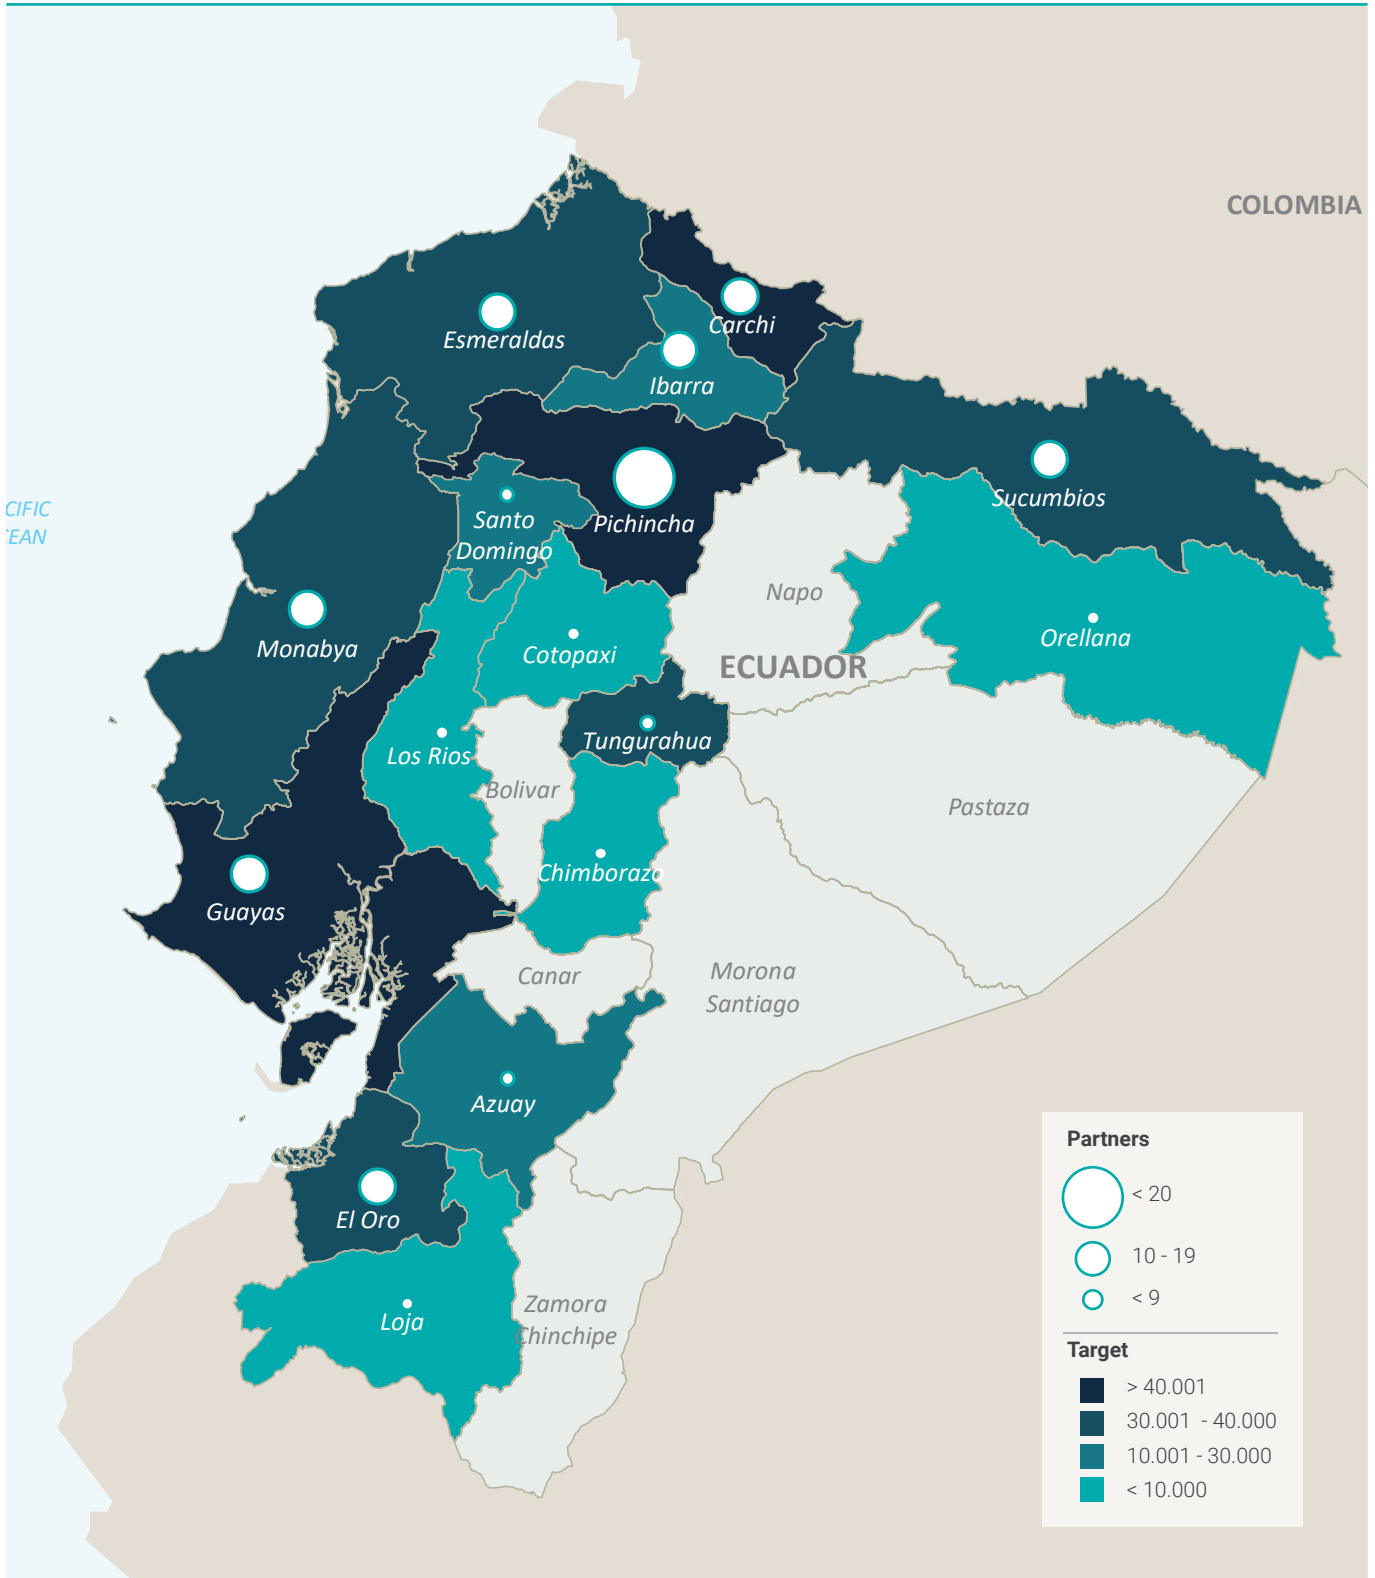 COLOMBIA
Carchi
Esmeraldas
Ibarra
Sucumbios
CIFIC
EAN
Santo
Domingo
Pichincha
Napo
Orellana
Monabya
Cotopaxi
ECUADOR
Tungurahua
Los Rios
Bolivar
Pastaza
Chimborazo
Guayas
Canar
Morona
Santiago
Azuay
El Oro
Loja
Zamora
Chinchipe
Partners
< 20
10 - 19
< 9
Target
> 40.001
30.001 - 40.000
10.001 - 30.000
< 10.000